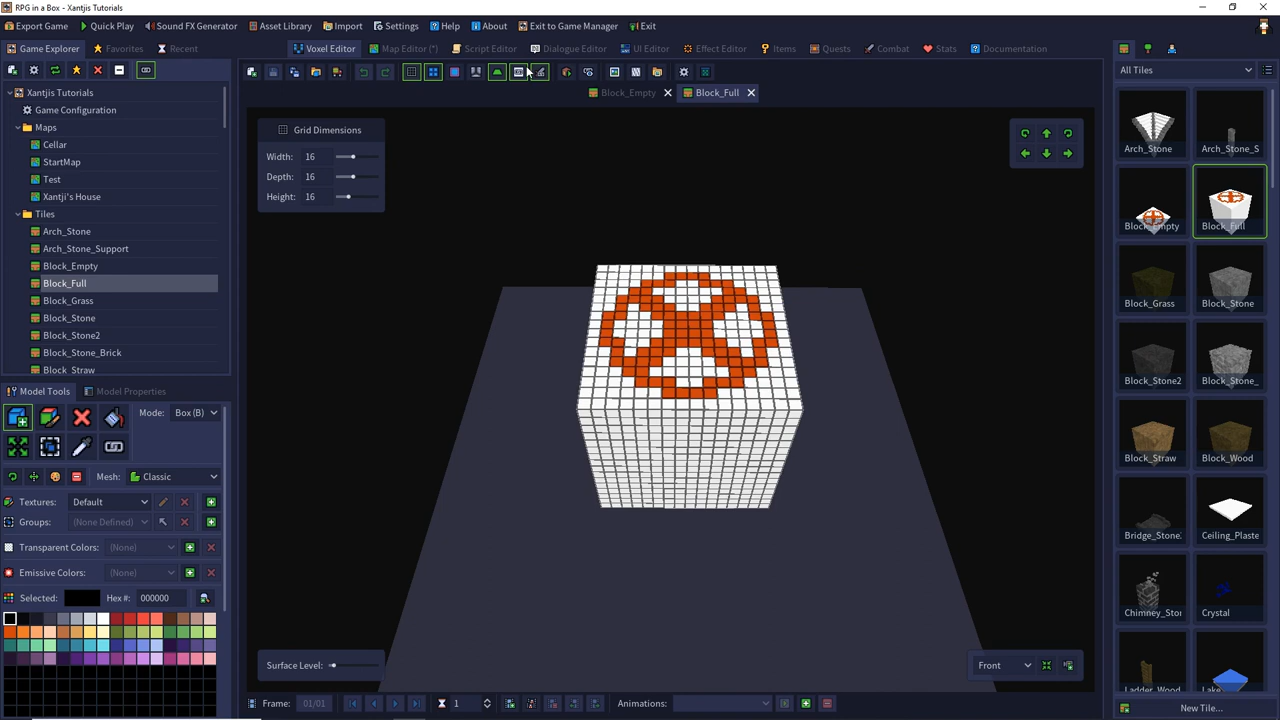 RPG in a Box - Xantjis Tutorials
Export Game Quick Play Sound FX Generator Asset Library Import Settings Help About Exit to Game Manager Exit
Game Explorer Favorites Recent Voxel Editor Map Editor (*) Script Editor Dialogue Editor UI Editor Effect Editor Items Quests Combat Stats Documentation
All Tiles
Block_Empty Block_Full
Xantjis Tutorials
Game Configuration
Maps
Cellar
StartMap
Test
Xantji's House
Tiles
Arch_Stone
Arch_Stone_Support
Block_Empty
Block_Full
Block_Grass
Block_Stone
Block_Stone2
Block_Stone_Brick
Block_Straw
Model Tools Model Properties
Mode: Box (B)
Mesh: Classic
Textures: Default
Groups: (None Defined)
Transparent Colors: (None)
Emissive Colors: (None)
Selected: Hex #: 000000
Grid Dimensions
Width: 16
Depth: 16
Height: 16
Surface Level:
Front
Frame: 01/01 1 Animations:
Arch_Stone Arch_Stone_S
Block_Empty Block_Full
Block_Grass Block_Stone
Block_Stone2 Block_Stone_
Block_Straw Block_Wood
Bridge_Stone Ceiling_Plaste
Chimney_Stor Crystal
Ladder_Wood Lake
New Tile...